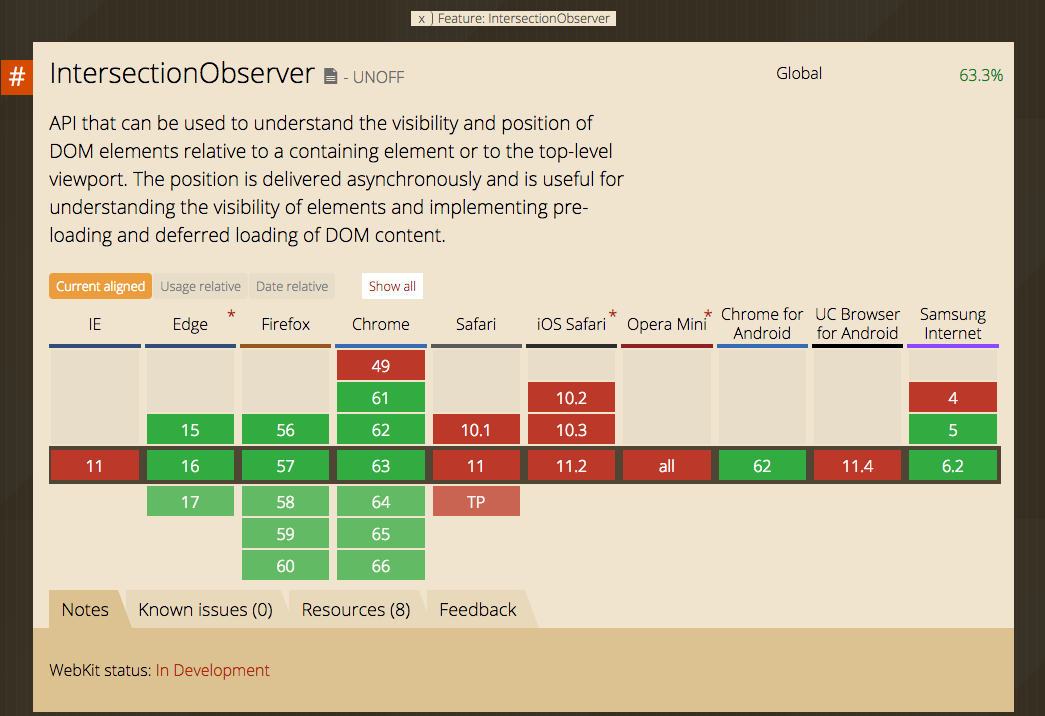 x ) Feature: IntersectionObserver
#
IntersectionObserver - UNOFF
Global 63.3%
API that can be used to understand the visibility and position of
DOM elements relative to a containing element or to the top-level
viewport. The position is delivered asynchronously and is useful for
understanding the visibility of elements and implementing pre-
loading and deferred loading of DOM content.
Current aligned Usage relative Date relative Show all
IE Edge * Firefox Chrome Safari iOS Safari * Opera Mini * Chrome for Android UC Browser for Android Samsung Internet
49
61 10.2 4
15 56 62 10.1 10.3 5
11 16 57 63 11 11.2 all 62 11.4 6.2
17 58 64 TP
59 65
60 66
Notes Known issues (0) Resources (8) Feedback
WebKit status: In Development